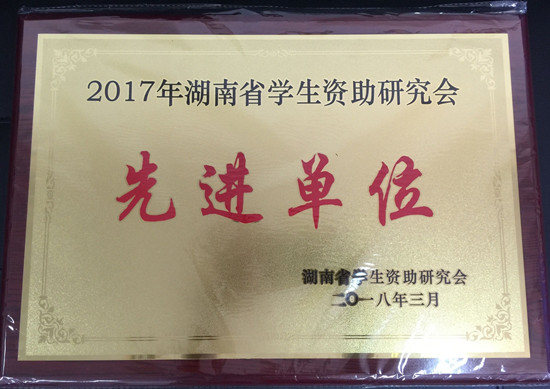 2017年湖南省学生资助研究会
先进单位
湖南省学生资助研究会
二〇一八年三月